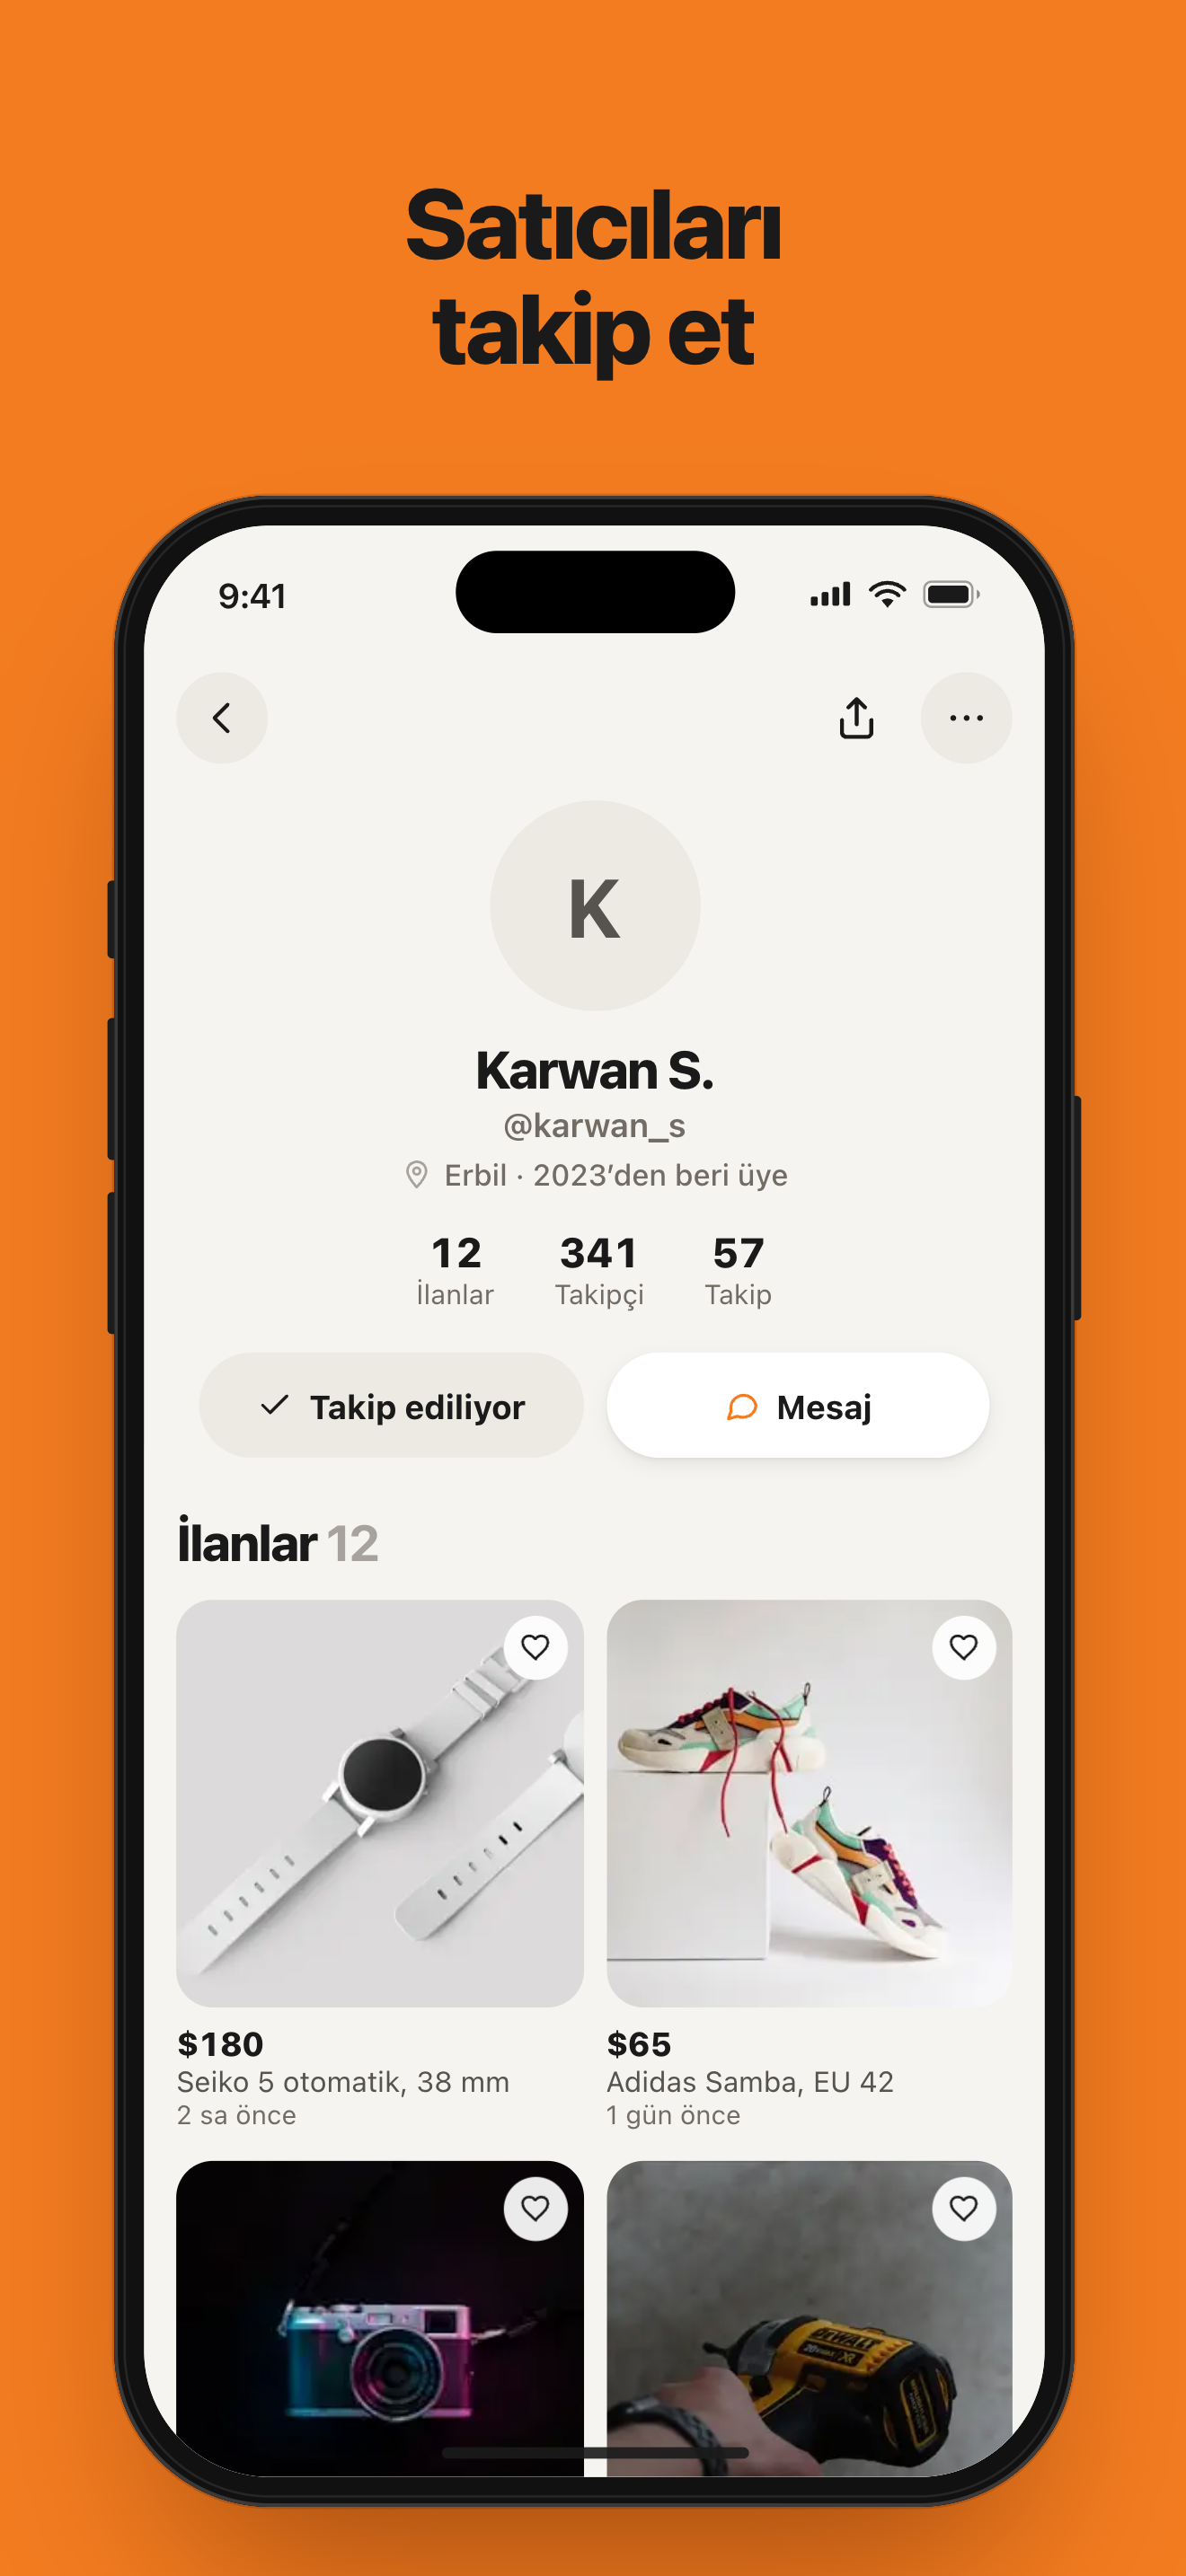 Satıcıları
takip et
9:41
K
Karwan S.
@karwan_s
Erbil · 2023’den beri üye
12 341 57
İlanlar Takipçi Takip
Takip ediliyor Mesaj
İlanlar 12
$180 $65
Seiko 5 otomatik, 38 mm Adidas Samba, EU 42
2 sa önce 1 gün önce
DEWALT
XR